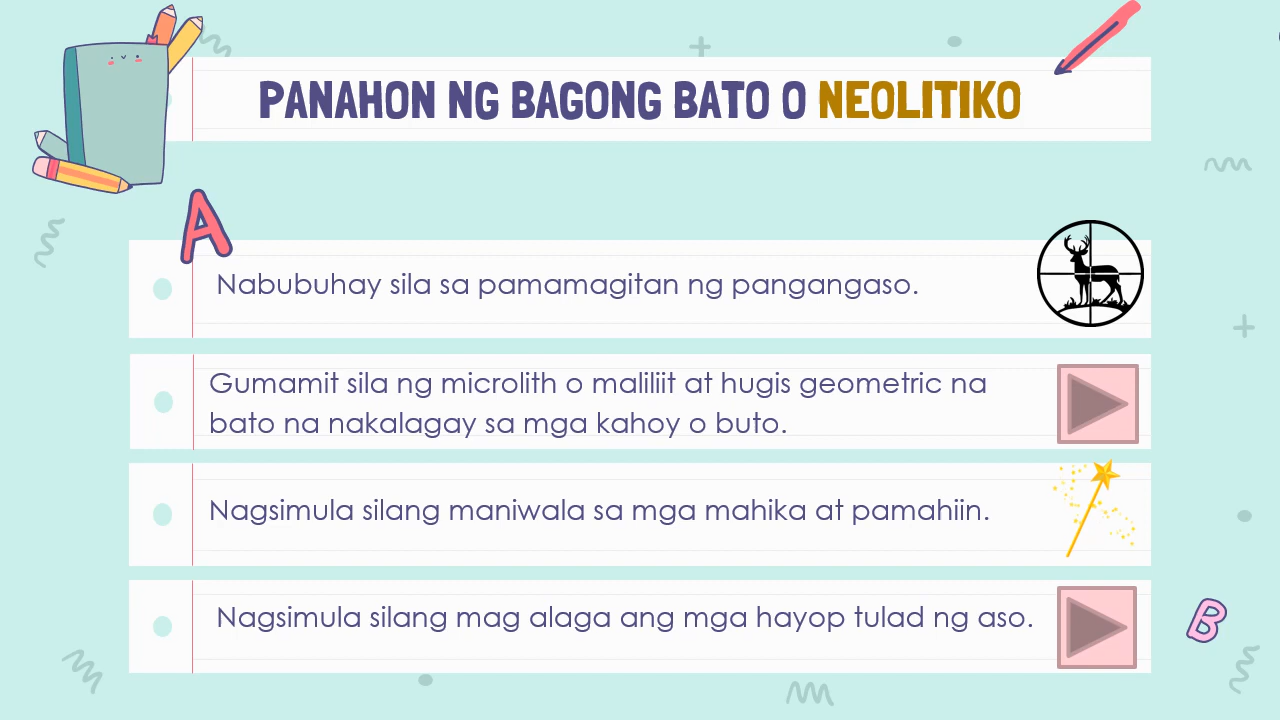 PANAHON NG BAGONG BATO O NEOLITIKO
A
Nabubuhay sila sa pamamagitan ng pangangaso.
Gumamit sila ng microlith o maliliit at hugis geometric na
bato na nakalagay sa mga kahoy o buto.
Nagsimula silang maniwala sa mga mahika at pamahiin.
Nagsimula silang mag alaga ang mga hayop tulad ng aso.
B